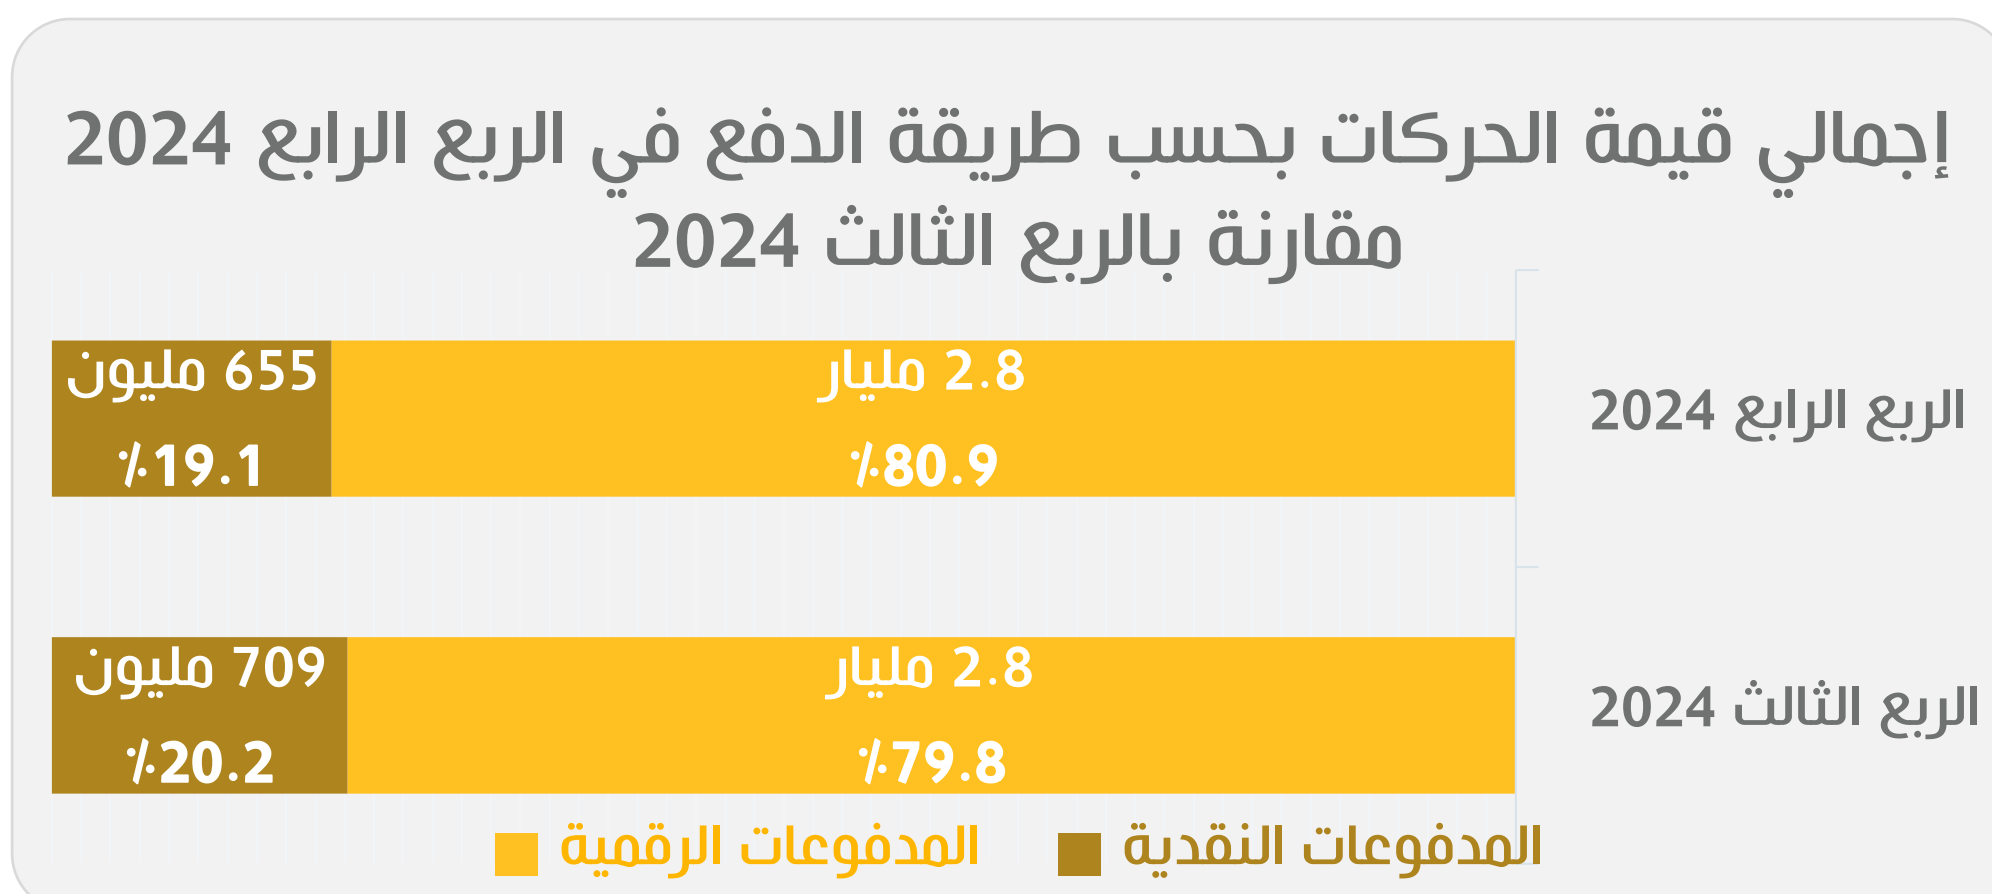 إجمالي قيمة الحركات بحسب طريقة الدفع في الربع الرابع 2024
مقارنة بالربع الثالث 2024
الربع الرابع 2024
2.8 مليار
80.9٪
655 مليون
19.1٪
الربع الثالث 2024
2.8 مليار
79.8٪
709 مليون
20.2٪
المدفوعات النقدية
المدفوعات الرقمية